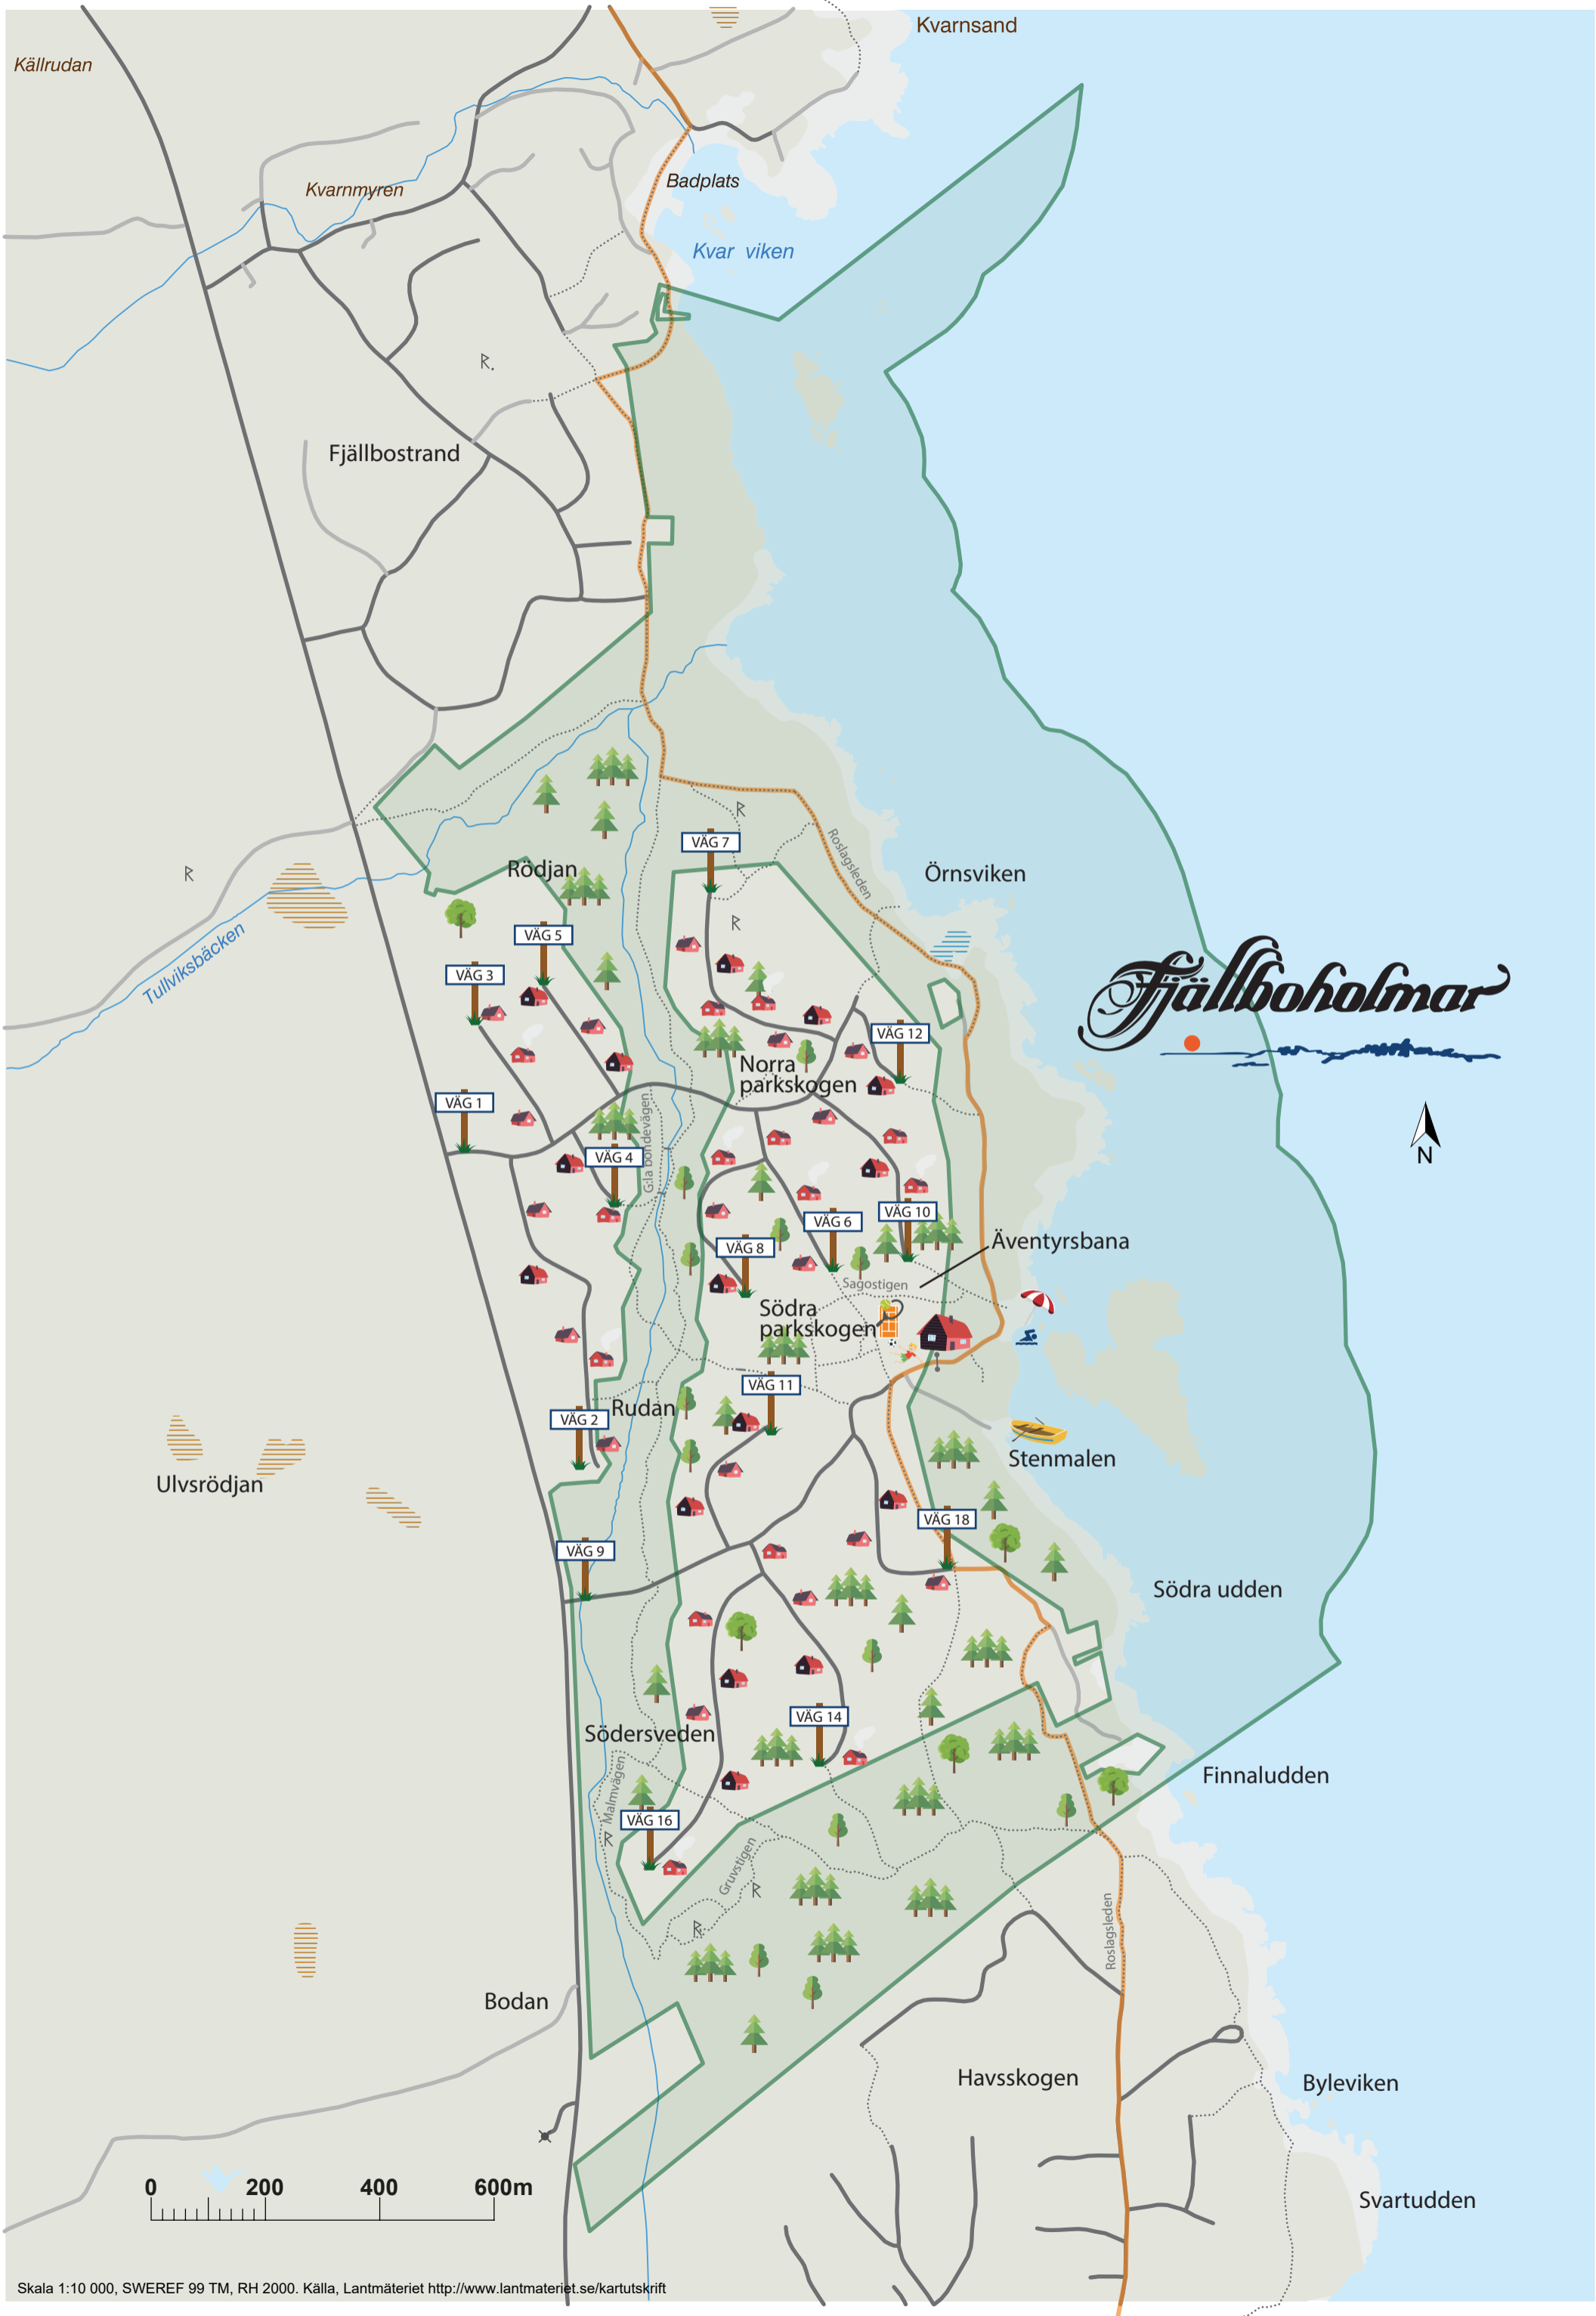 Kvarnsand
Källrudan
Badplats
Kvarnmyren
Kvar viken
R.
Fjällbostrand
R
VÄG 7
Roslagsleden
Rödjan
Örnsviken
R
R
VÄG 5
Tullviksbäcken
VÄG 3
Fjällboholmar
VÄG 12
Norra
parkskogen
VÄG 1
G:la bondevägen
VÄG 4
N
VÄG 10
VÄG 6
Äventyrsbana
VÄG 8
Sagostigen
Södra
parkskogen
VÄG 11
Rudan
VÄG 2
Stenmalen
Ulvsrödjan
VÄG 18
VÄG 9
Södra udden
VÄG 14
Södersveden
Finnaludden
Malmvägen
VÄG 16
R
Gruvstigen
R
R
Roslagsleden
Bodan
Havsskogen
Byleviken
0 200 400 600m
Svartudden
Skala 1:10 000, SWEREF 99 TM, RH 2000. Källa, Lantmäteriet http://www.lantmateriet.se/kartutskrift